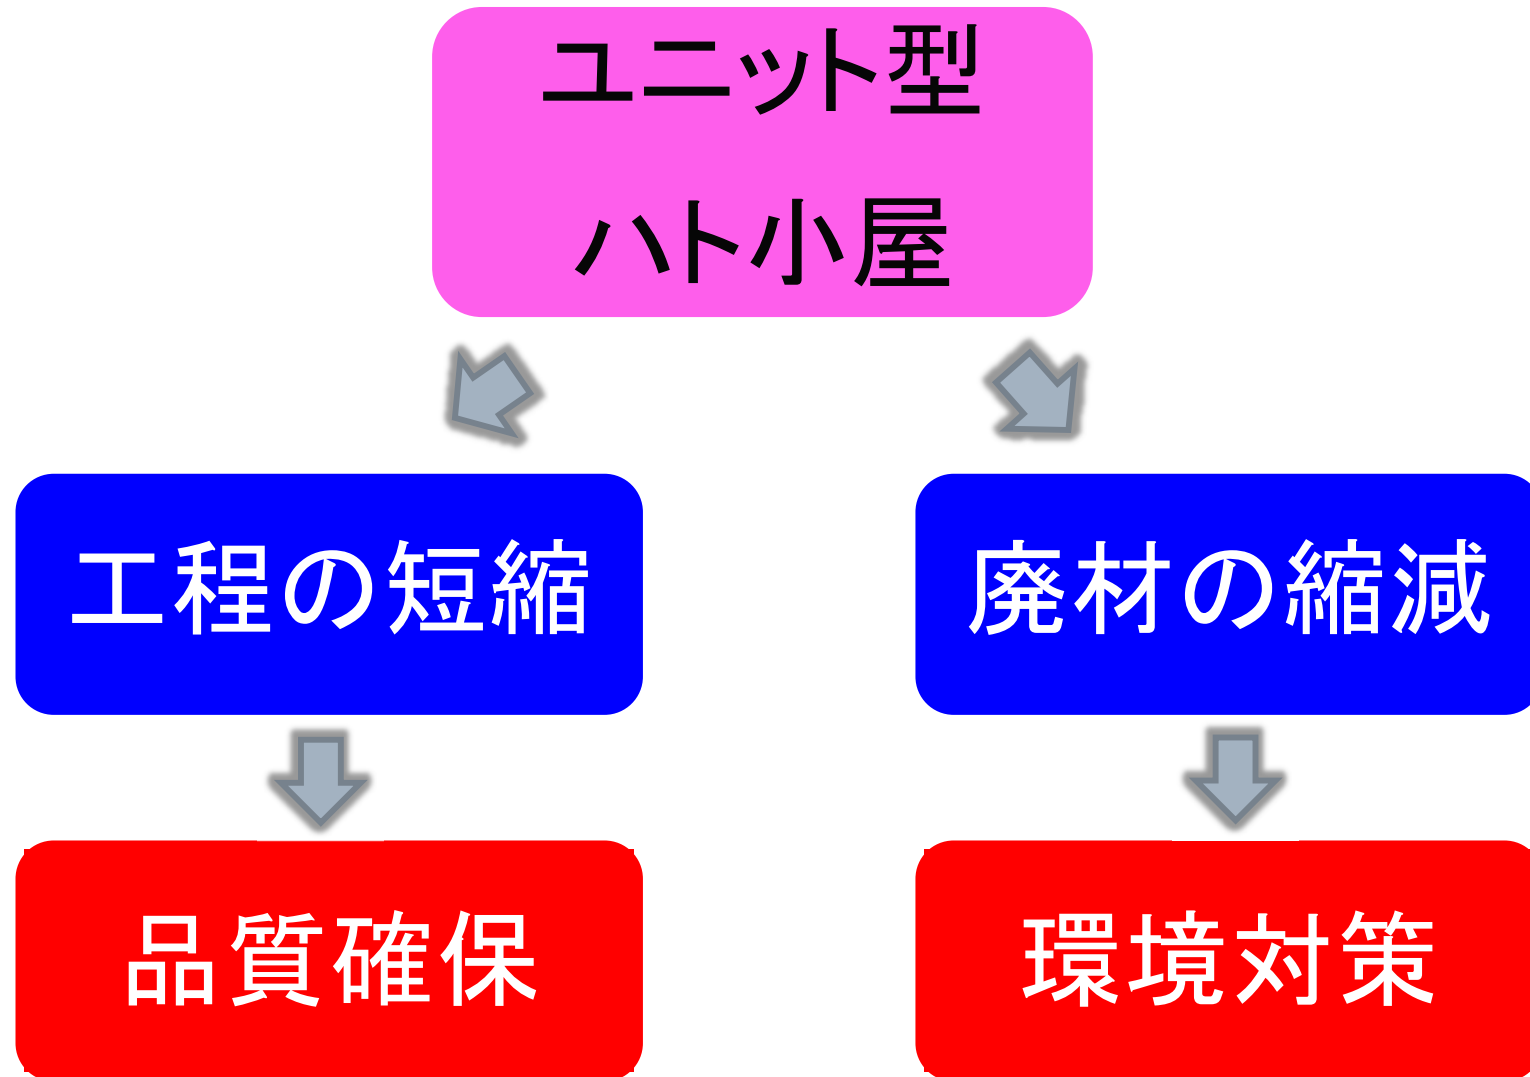 ユニット型
ハト小屋
工程の短縮
廃材の縮減
品質確保
環境対策